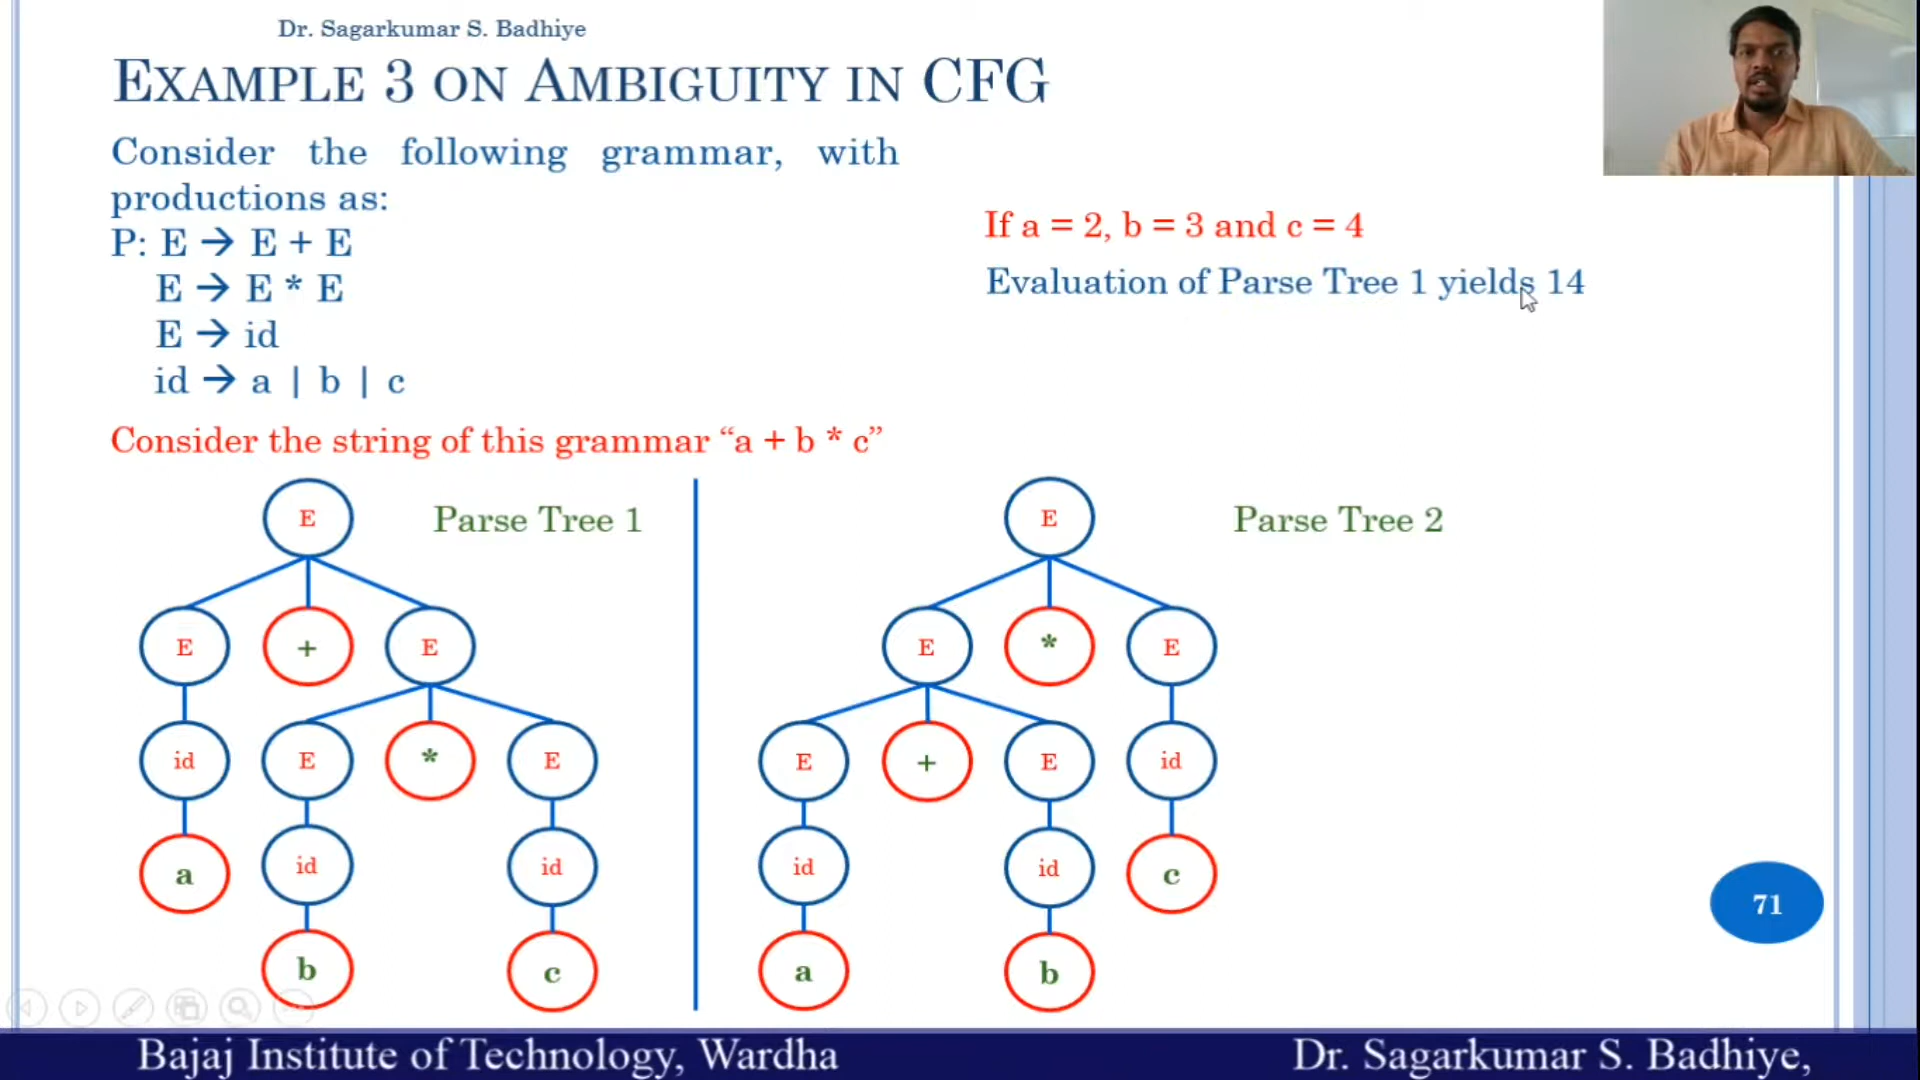 Dr. Sagarkumar S. Badhiye
EXAMPLE 3 ON AMBIGUITY IN CFG
Consider the following grammar, with
productions as:
P: E → E + E
E → E * E
E → id
id → a | b | c
If a = 2, b = 3 and c = 4
Evaluation of Parse Tree 1 yields 14
Consider the string of this grammar “a + b * c”
E
Parse Tree 1
E + E
id E * E
a id id
b c
E
Parse Tree 2
E * E
E + E id
id id c
a b
71
Bajaj Institute of Technology, Wardha
Dr. Sagarkumar S. Badhiye,